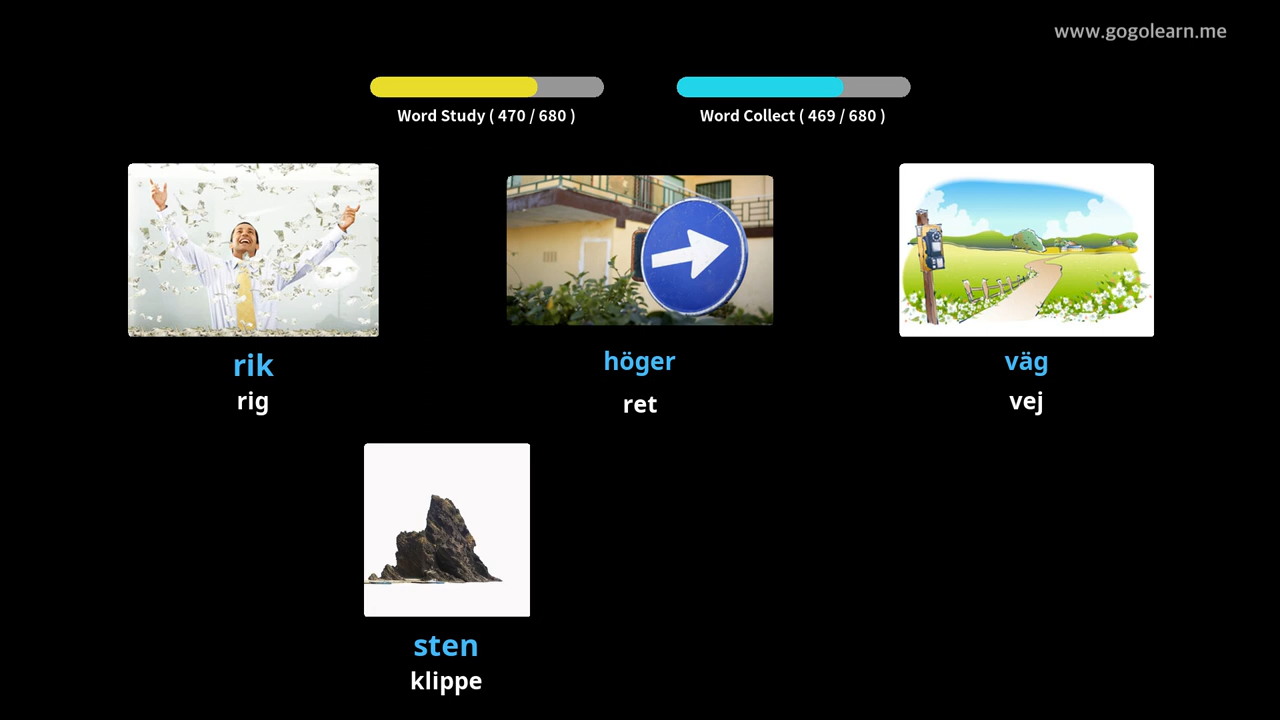 www.gogolearn.me
Word Study ( 470 / 680 )
Word Collect ( 469 / 680 )
rik
rig
höger
ret
väg
vej
sten
klippe